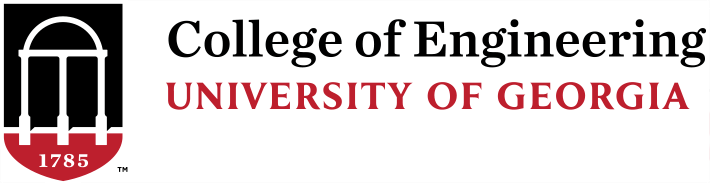 College of Engineering
UNIVERSITY OF GEORGIA
1785
™